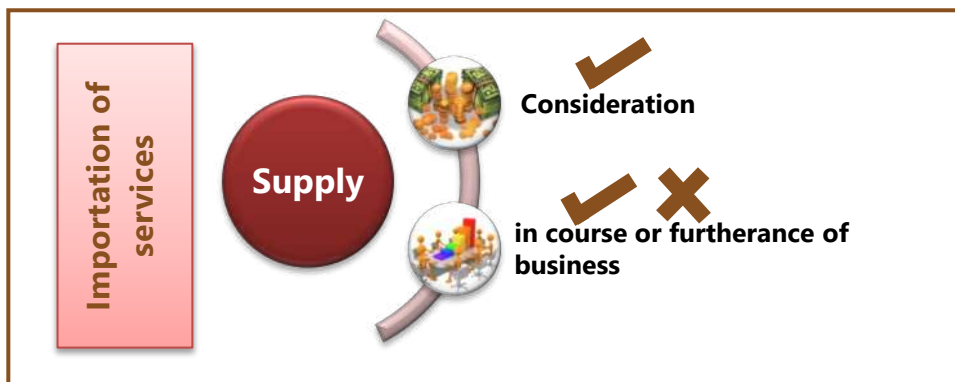 Importation of
services
Supply
Consideration
in course or furtherance of
business